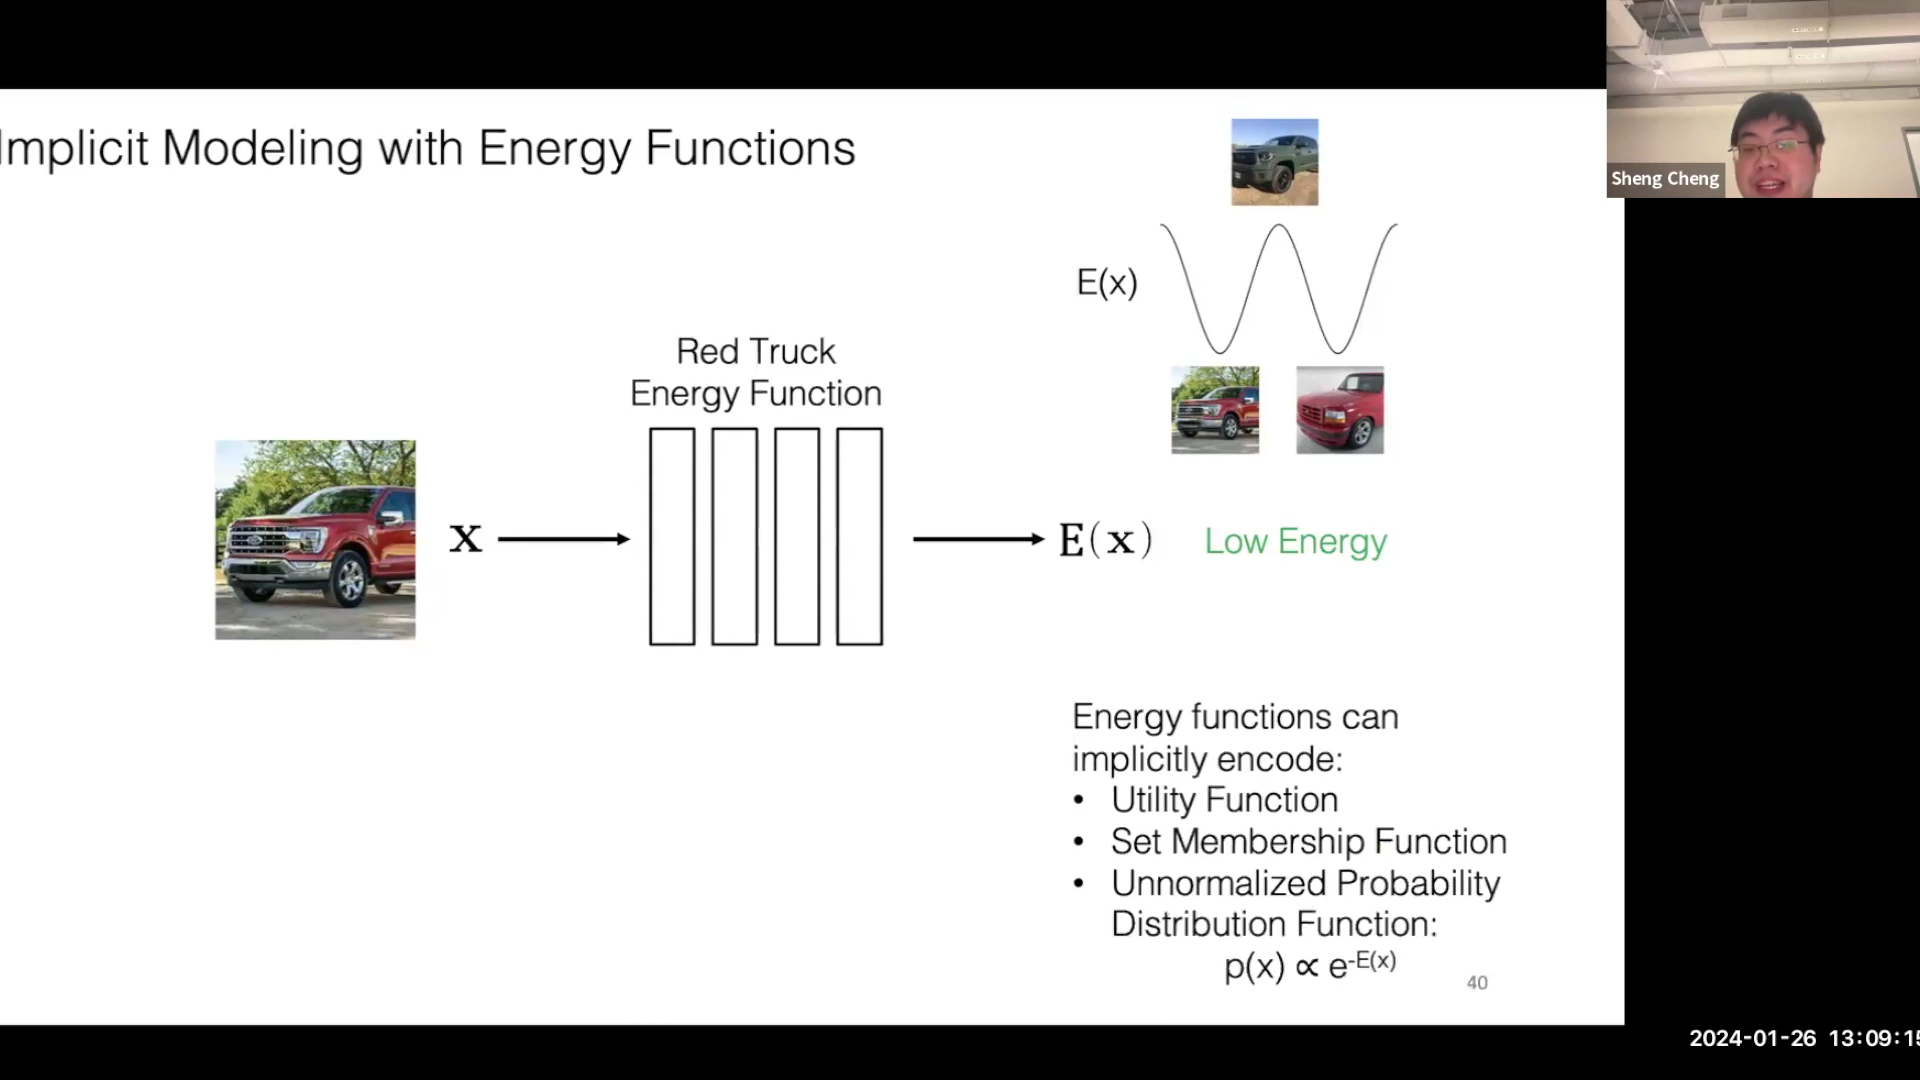 Implicit Modeling with Energy Functions
Sheng Cheng
E(x)
Red Truck
Energy Function
x
E(x)
Low Energy
Energy functions can
implicitly encode:
• Utility Function
• Set Membership Function
• Unnormalized Probability
Distribution Function:
p(x) ∝ e^-E(x)
40
2024-01-26 13:09:15